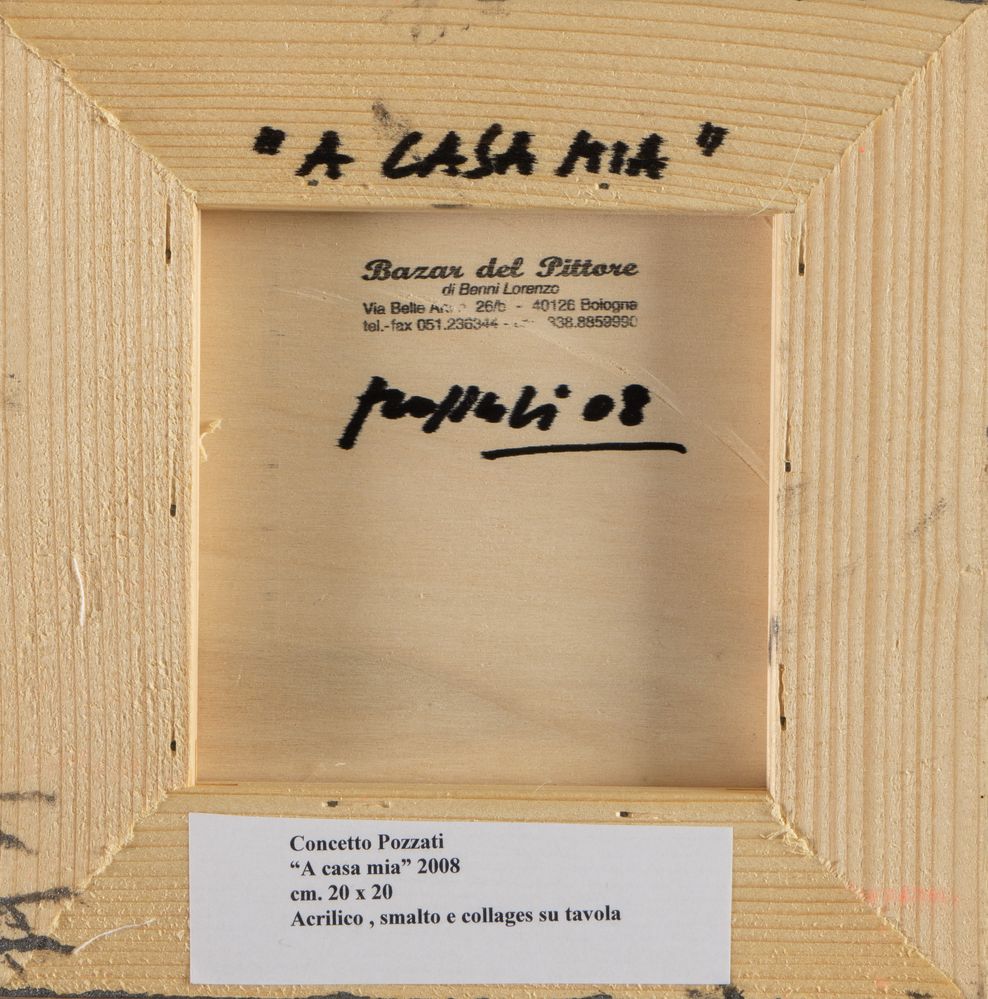 "A CASA MIA"
Bazar del Pittore
di Benni Lorenzo
Via Belle 26/b - 40126 Bologna
tel.-fax 051.236344 - 338.8859990
pozzati 08
Concetto Pozzati
“A casa mia” 2008
cm. 20 x 20
Acrilico , smalto e collages su tavola